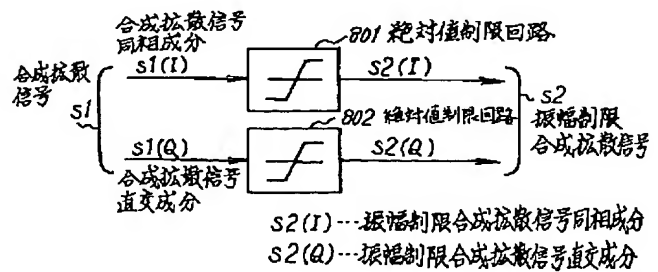 合成拡散信号
同相成分
801 絶対値制限回路
合成拡散
信号
s1
s1(I)
s2(I)
802 絶対値制限回路
s2
振幅制限
合成拡散信号
s1(Q)
s2(Q)
合成拡散信号
直交成分
s2(I)…振幅制限合成拡散信号同相成分
s2(Q)…振幅制限合成拡散信号直交成分